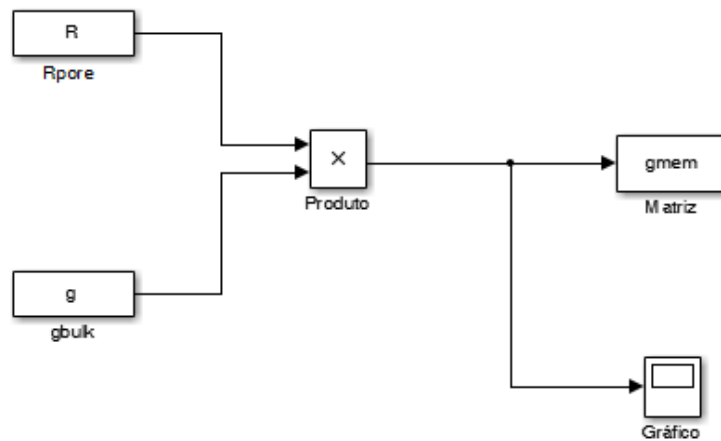 R
Rpore
×
Produto
gmem
Matriz
g
gbulk
Gráfico